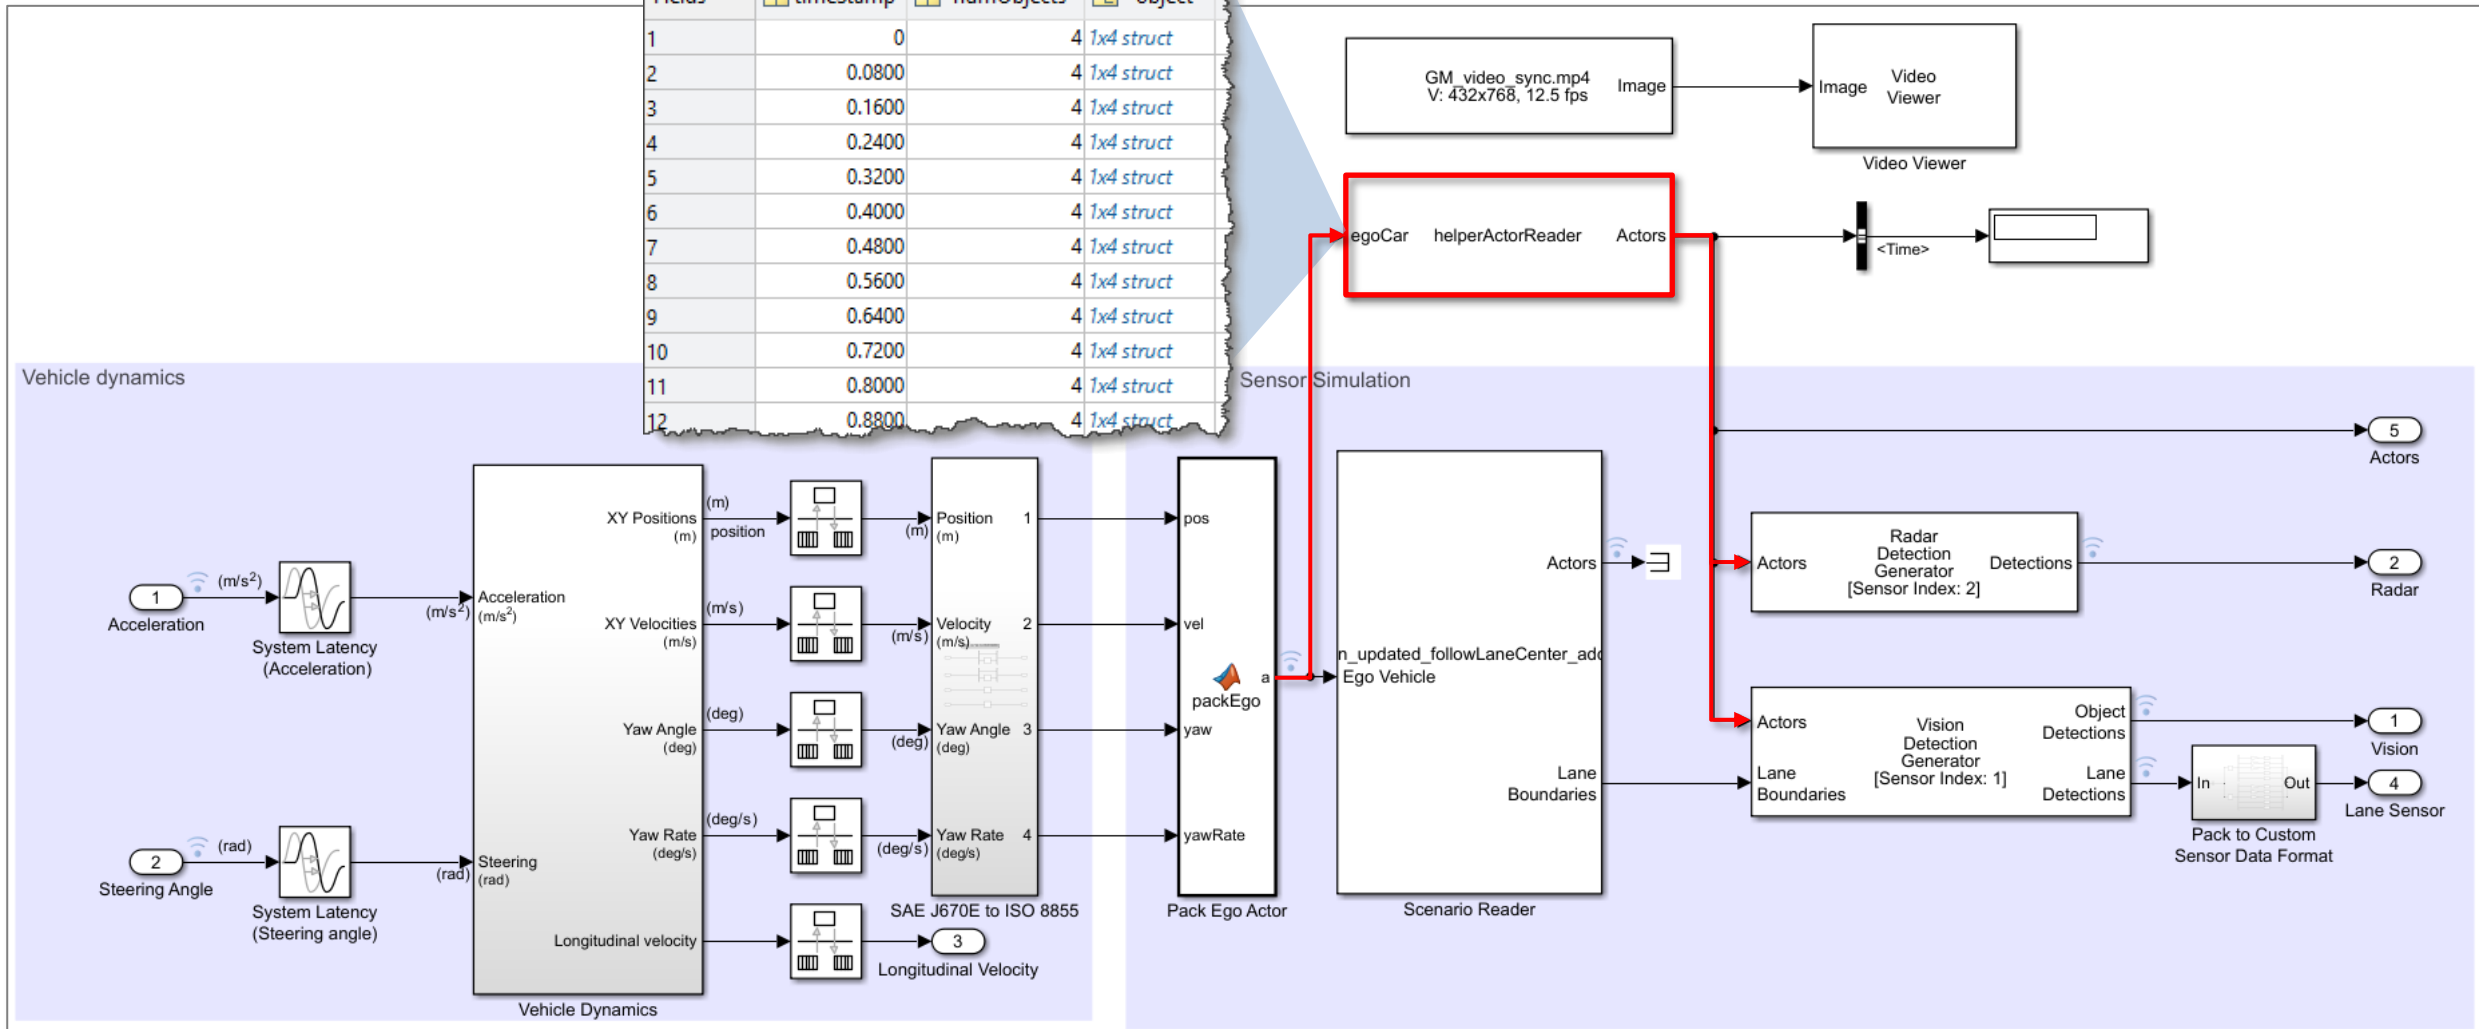 timestamp numObjects object
1 0 4 1x4 struct
2 0.0800 4 1x4 struct
3 0.1600 4 1x4 struct
4 0.2400 4 1x4 struct
5 0.3200 4 1x4 struct
6 0.4000 4 1x4 struct
7 0.4800 4 1x4 struct
8 0.5600 4 1x4 struct
9 0.6400 4 1x4 struct
10 0.7200 4 1x4 struct
11 0.8000 4 1x4 struct
12 0.8800 4 1x4 struct
GM_video_sync.mp4
V: 432x768, 12.5 fps
Image
Image
Video
Viewer
Video Viewer
egoCar
helperActorReader
Actors
<Time>
Vehicle dynamics
1
Acceleration
(m/s²)
System Latency
(Acceleration)
(m/s²)
2
Steering Angle
(rad)
System Latency
(Steering angle)
(rad)
Acceleration
(m/s²)
Steering
(rad)
XY Positions
(m)
XY Velocities
(m/s)
Yaw Angle
(deg)
Yaw Rate
(deg/s)
Longitudinal velocity
Vehicle Dynamics
(m)
position
(m/s)
(deg)
(deg/s)
(m)
(m/s)
(deg)
(deg/s)
Position 1
(m)
Velocity 2
(m/s)
Yaw Angle 3
(deg)
Yaw Rate 4
(deg/s)
SAE J670E to ISO 8855
3
Longitudinal Velocity
Sensor Simulation
pos
vel
yaw
yawRate
packEgo
a
Pack Ego Actor
Actors
n_updated_followLaneCenter_add
Ego Vehicle
Lane
Boundaries
Scenario Reader
5
Actors
Actors
Radar
Detection
Generator
[Sensor Index: 2]
Detections
2
Radar
Actors
Lane
Boundaries
Vision
Detection
Generator
[Sensor Index: 1]
Object
Detections
Lane
Detections
1
Vision
In
Out
Pack to Custom
Sensor Data Format
4
Lane Sensor